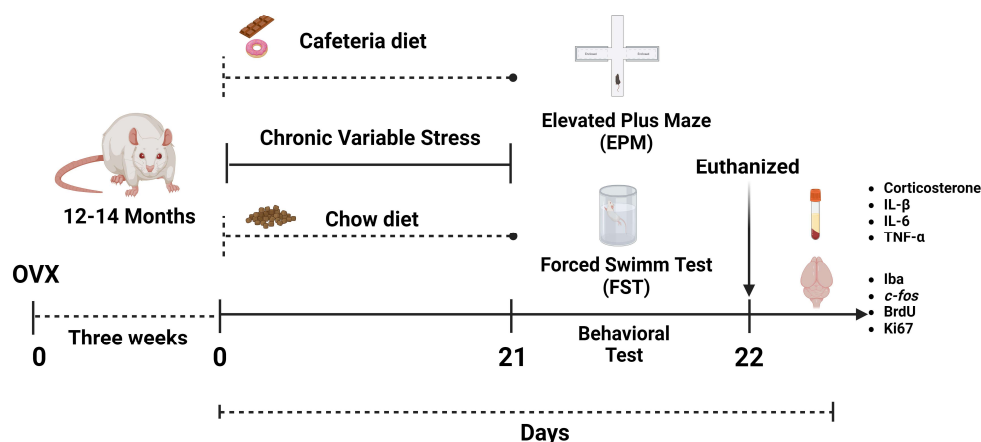 Cafeteria diet
Elevated Plus Maze
(EPM)
Chronic Variable Stress
Euthanized
12-14 Months
Chow diet
Corticosterone
IL-β
IL-6
TNF-α
Forced Swimm Test
(FST)
OVX
Iba
c-fos
BrdU
Ki67
Three weeks
Behavioral
Test
0
0
21
22
Days